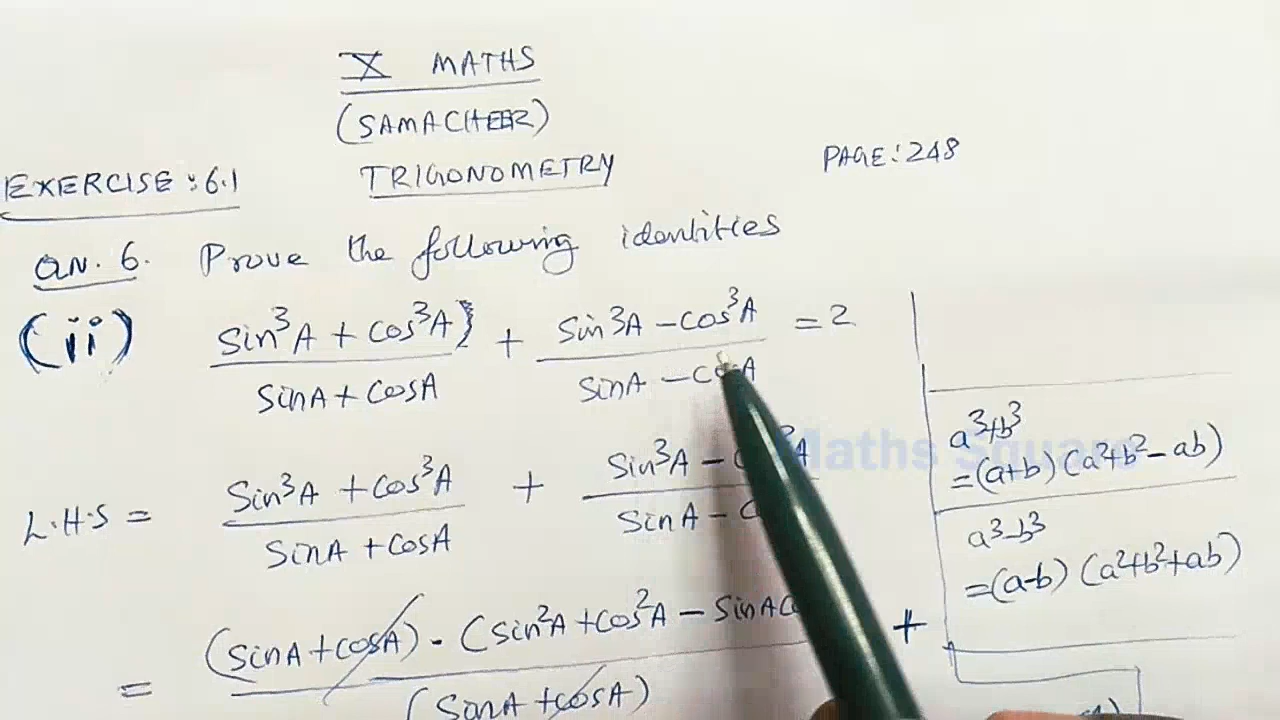 X MATHS
(SAMACHEER)
EXERCISE: 6.1 TRIGONOMETRY PAGE: 248
QN. 6. Prove the following identities
(ii) Sin³A + Cos³A / SinA + CosA + Sin³A − Cos³A / SinA − CosA = 2
L.H.S = Sin³A + Cos³A / SinA + CosA + Sin³A − A / SinA −
= (SinA + CosA) - (Sin²A + Cos²A − SinA / (SinA + CosA) +
a³+b³
=(a+b) (a²+b²−ab)
a³−b³
=(a−b) (a²+b²+ab)
Maths Square